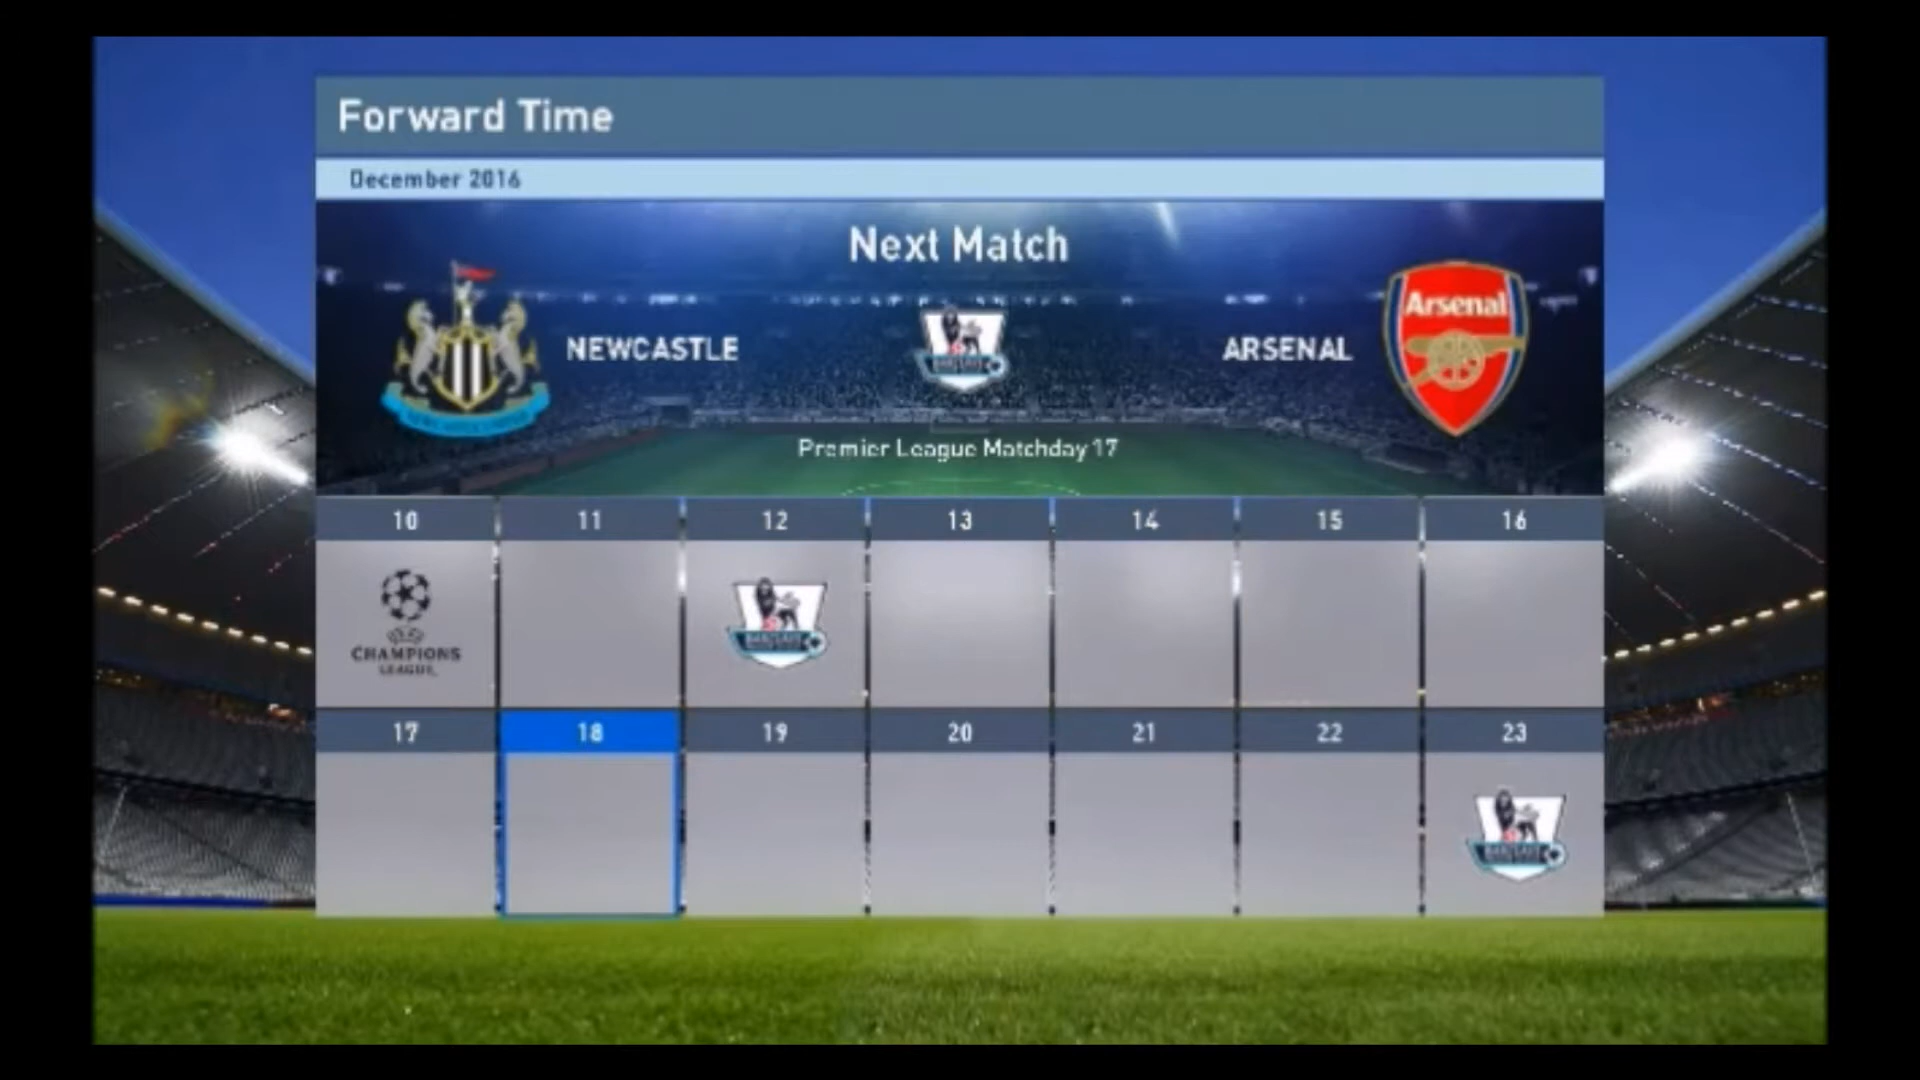 Forward Time
December 2016
Next Match
NEWCASTLE
ARSENAL
Arsenal
Premier League Matchday 17
10 11 12 13 14 15 16
CHAMPIONS
LEAGUE
17 18 19 20 21 22 23